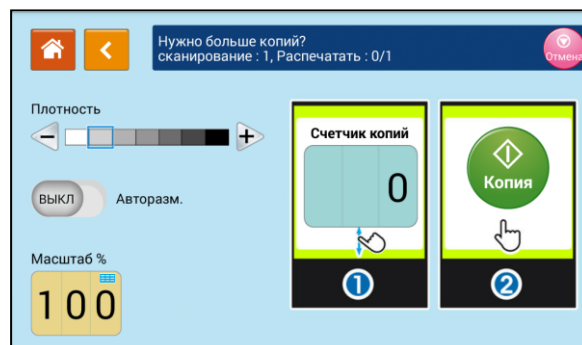 Нужно больше копий?
сканирование : 1, Распечатать : 0/1
Отмена
Плотность
ВЫКЛ
Авторазм.
Масштаб %
100
Счетчик копий
0
1
Копия
2